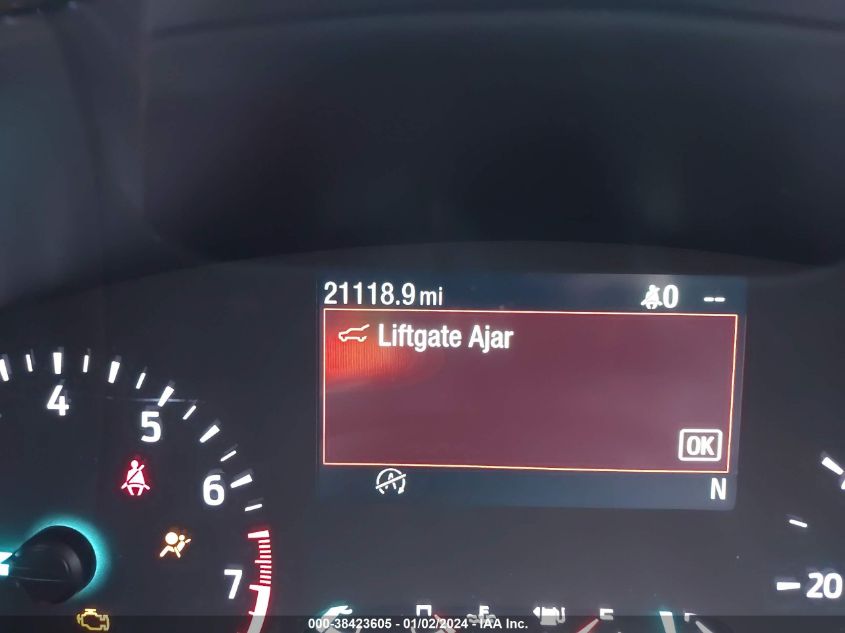 21118.9 mi 0 --
Liftgate Ajar
OK
N
4
5
6
7
20
000-38423605 - 01/02/2024 - IAA Inc.